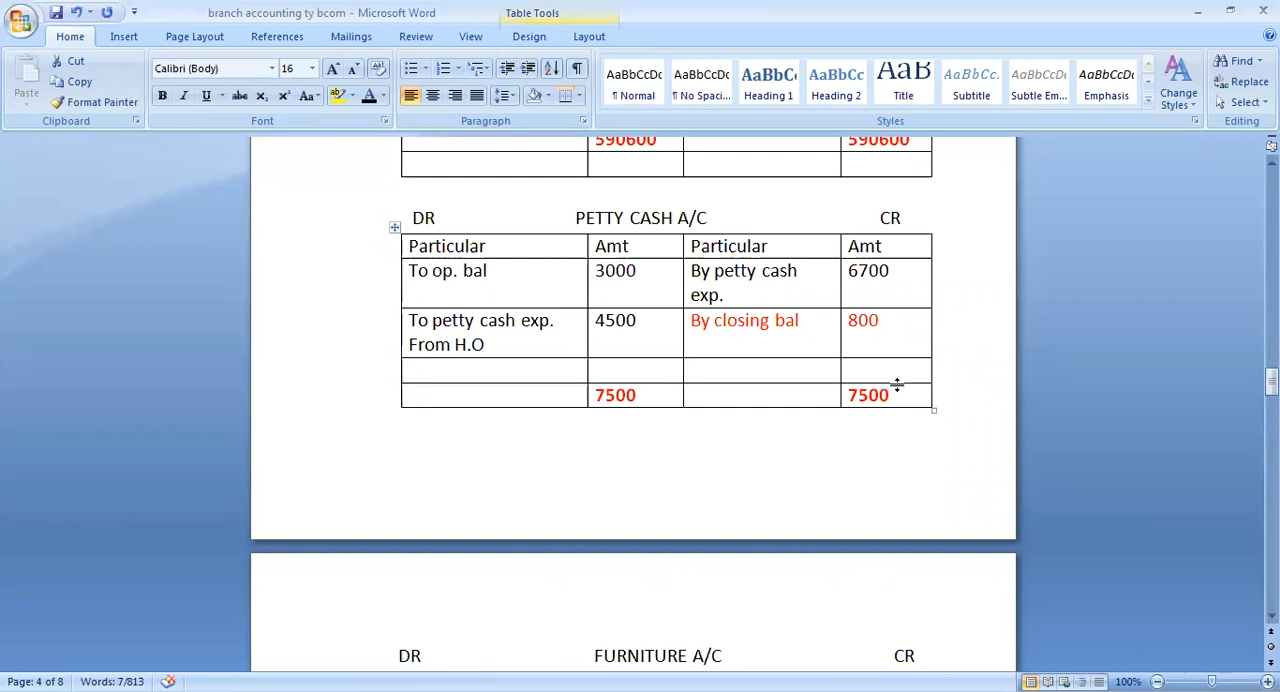 branch accounting ty bcom - Microsoft Word
Table Tools
Home Insert Page Layout References Mailings Review View Design Layout
Paste
Cut
Copy
Format Painter
Clipboard
Calibri (Body) 16
Font
Paragraph
AaBbCcDc AaBbCcDc AaBbC AaBbCc AaB AaBbCc. AaBbCcDc AaBbCcDc
¶ Normal ¶ No Spaci... Heading 1 Heading 2 Title Subtitle Subtle Em... Emphasis
Change Styles
Styles
Find
Replace
Select
Editing
590600 590600
DR PETTY CASH A/C CR
Particular Amt Particular Amt
To op. bal 3000 By petty cash 6700
exp.
To petty cash exp. 4500 By closing bal 800
From H.O
7500 7500
DR FURNITURE A/C CR
Page: 4 of 8 Words: 7/813 100%